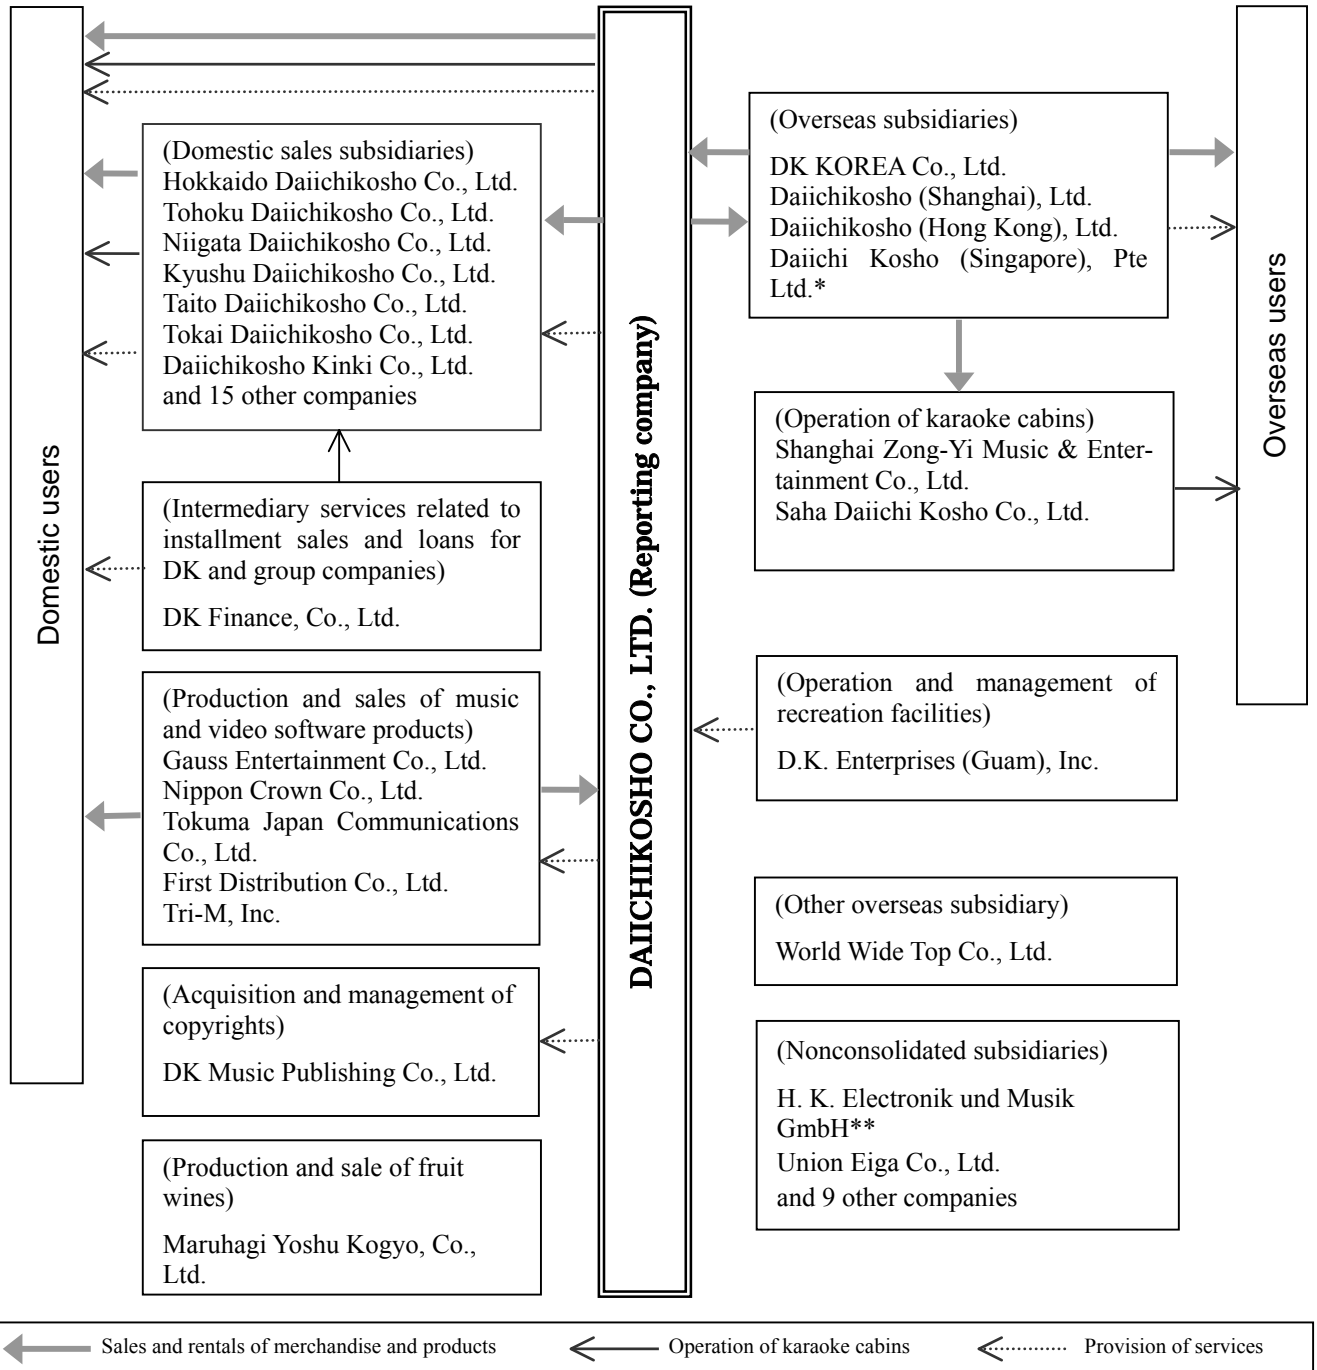 Domestic users
(Domestic sales subsidiaries)
Hokkaido Daiichikosho Co., Ltd.
Tohoku Daiichikosho Co., Ltd.
Niigata Daiichikosho Co., Ltd.
Kyushu Daiichikosho Co., Ltd.
Taito Daiichikosho Co., Ltd.
Tokai Daiichikosho Co., Ltd.
Daiichikosho Kinki Co., Ltd.
and 15 other companies
(Intermediary services related to
installment sales and loans for
DK and group companies)
DK Finance, Co., Ltd.
(Production and sales of music
and video software products)
Gauss Entertainment Co., Ltd.
Nippon Crown Co., Ltd.
Tokuma Japan Communications
Co., Ltd.
First Distribution Co., Ltd.
Tri-M, Inc.
(Acquisition and management of
copyrights)
DK Music Publishing Co., Ltd.
(Production and sale of fruit
wines)
Maruhagi Yoshu Kogyo, Co.,
Ltd.
DAIICHIKOSHO CO., LTD. (Reporting company)
(Overseas subsidiaries)
DK KOREA Co., Ltd.
Daiichikosho (Shanghai), Ltd.
Daiichikosho (Hong Kong), Ltd.
Daiichi Kosho (Singapore), Pte
Ltd.*
(Operation of karaoke cabins)
Shanghai Zong-Yi Music & Enter-
tainment Co., Ltd.
Saha Daiichi Kosho Co., Ltd.
(Operation and management of
recreation facilities)
D.K. Enterprises (Guam), Inc.
(Other overseas subsidiary)
World Wide Top Co., Ltd.
(Nonconsolidated subsidiaries)
H. K. Electronik und Musik
GmbH**
Union Eiga Co., Ltd.
and 9 other companies
Overseas users
Sales and rentals of merchandise and products
Operation of karaoke cabins
Provision of services